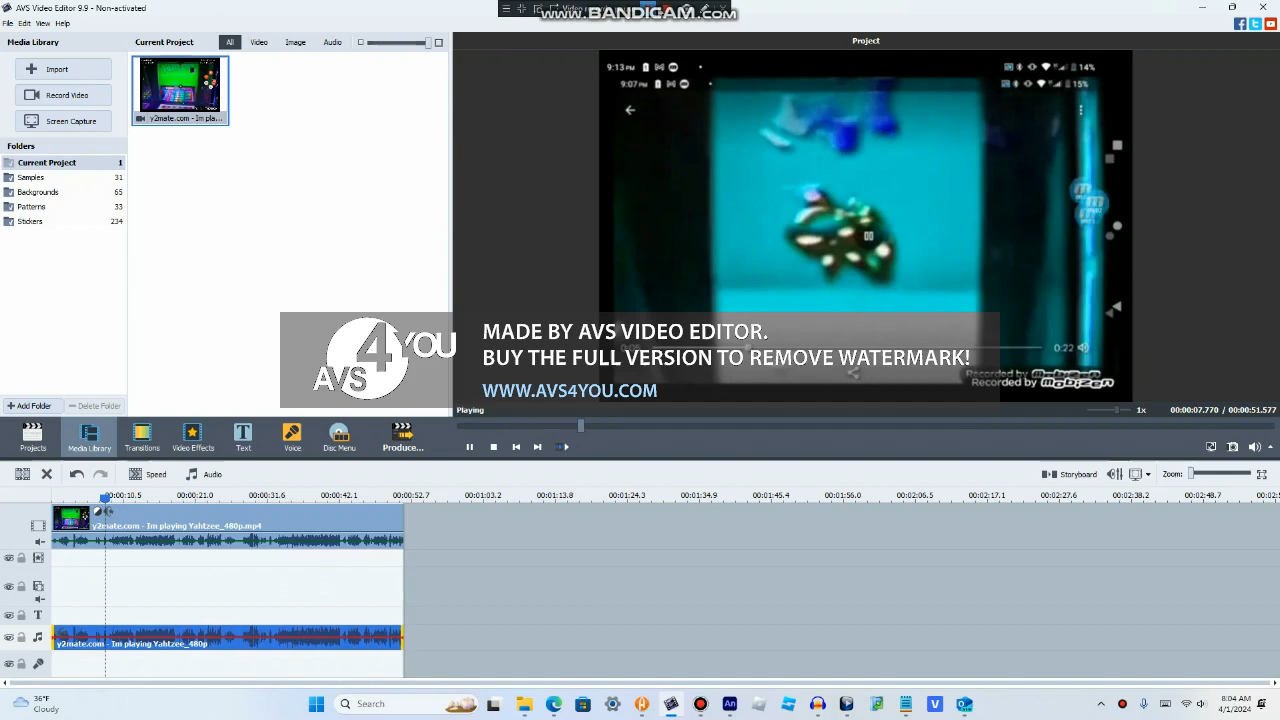 AVS Video Editor 9.9 - Non-activated
www.BANDICAM.com
File Edit View Help
Media Library
Current Project
All
Video
Image
Audio
Project
Import
Record Video
Screen Capture
y2mate.com - Im pla...
Folders
Current Project 1
Samples 31
Backgrounds 65
Patterns 33
Stickers 234
9:13 PM
14%
9:07 PM
15%
0:05
0:22
Recorded by mobizen
Recorded by mobizen
AVS4YOU
MADE BY AVS VIDEO EDITOR.
BUY THE FULL VERSION TO REMOVE WATERMARK!
WWW.AVS4YOU.COM
Add Folder
Delete Folder
Playing
1x
00:00:07.770 / 00:00:51.577
Projects
Media Library
Transitions
Video Effects
Text
Voice
Disc Menu
Produce...
Speed
Audio
Storyboard
Zoom:
00:00:10.5 00:00:21.0 00:00:31.6 00:00:42.1 00:00:52.7 00:01:03.2 00:01:13.8 00:01:24.3 00:01:34.9 00:01:45.4 00:01:56.0 00:02:06.5 00:02:17.1 00:02:27.6 00:02:38.2 00:02:48.7
y2mate.com - Im playing Yahtzee_480p.mp4
T
y2mate.com - Im playing Yahtzee_480p
36°F
Cloudy
Search
8:04 AM
4/1/2024